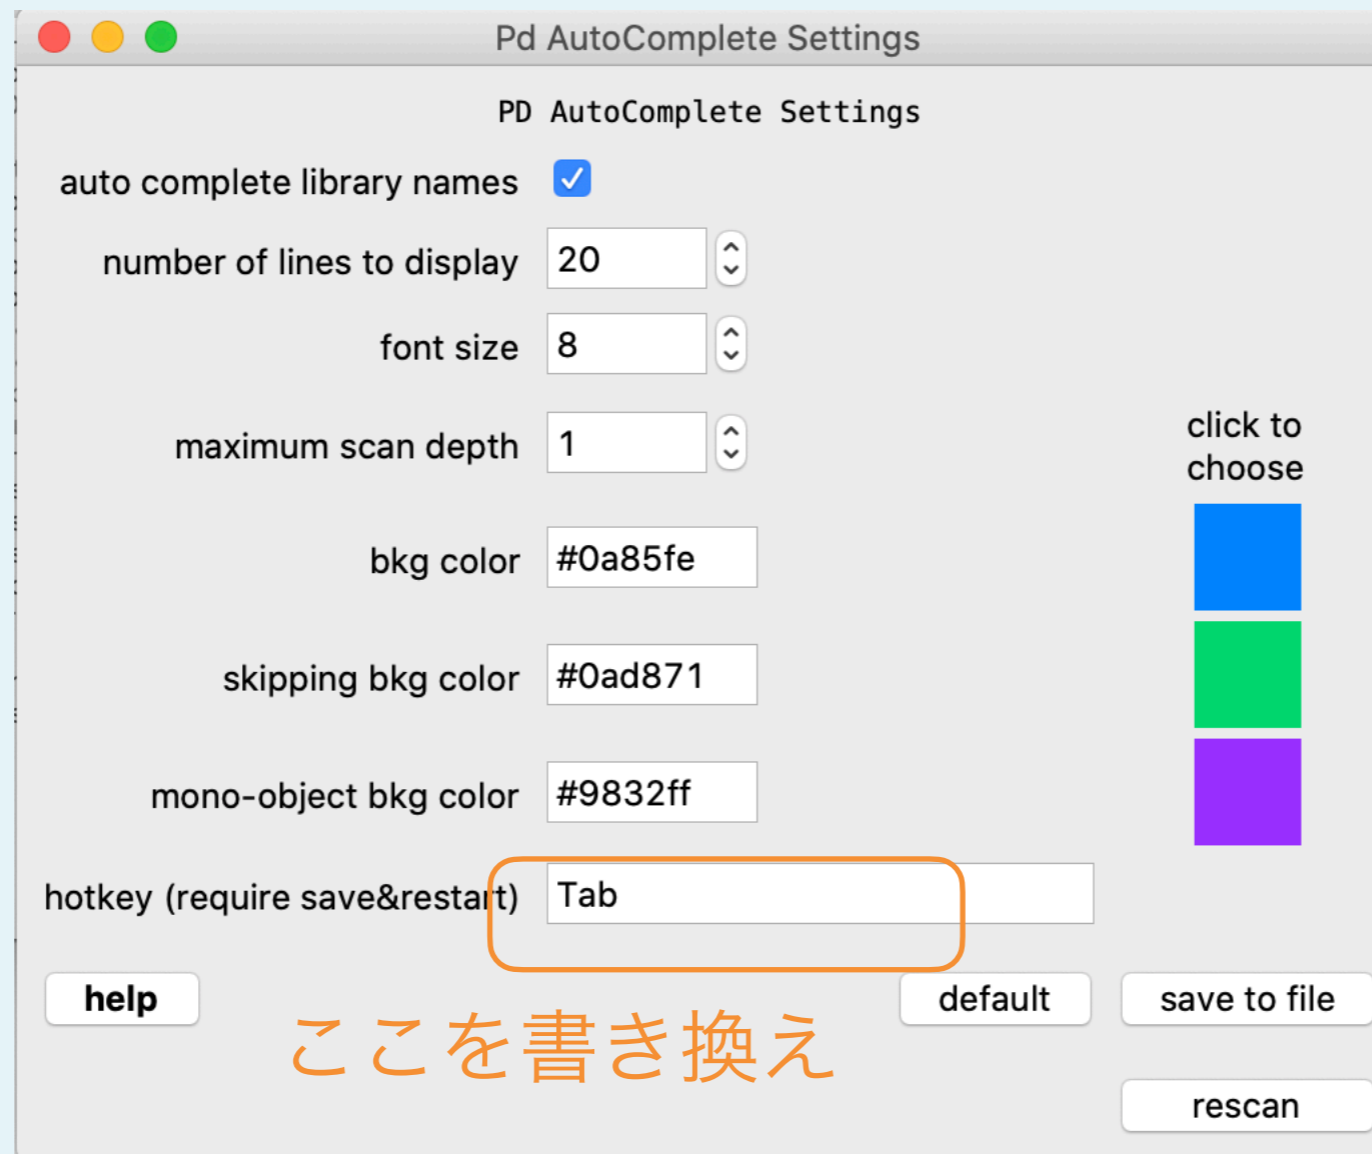 Pd AutoComplete Settings
PD AutoComplete Settings
auto complete library names
number of lines to display 20
font size 8
maximum scan depth 1
click to
choose
bkg color #0a85fe
skipping bkg color #0ad871
mono-object bkg color #9832ff
hotkey (require save&restart) Tab
help default save to file
ここを書き換え
rescan